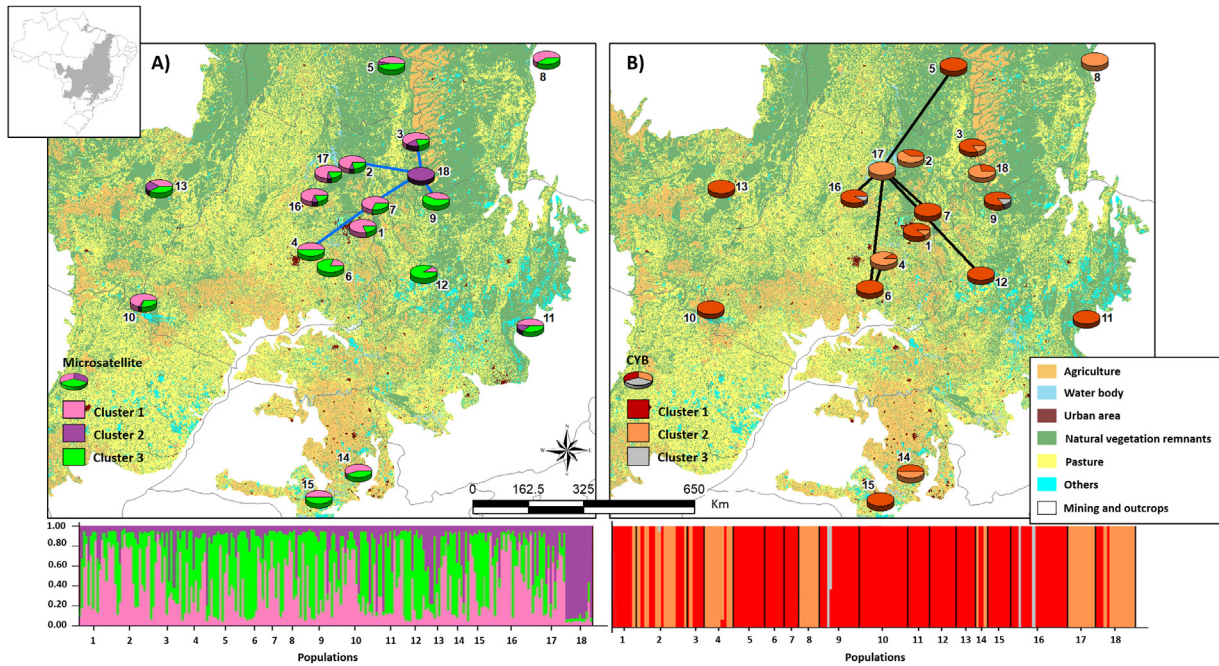 A)
5
8
3
17
2
18
13
16
7
9
1
4
6
12
10
11
Microsatellite
Cluster 1
Cluster 2
Cluster 3
14
15
N
W
E
S
B)
5
8
3
17
2
18
13
16
9
7
1
4
12
6
10
11
CYB
Cluster 1
Cluster 2
Cluster 3
14
15
0 162.5 325 650
Km
Agriculture
Water body
Urban area
Natural vegetation remnants
Pasture
Others
Mining and outcrops
1.00
0.80
0.60
0.40
0.20
0.00
1 2 3 4 5 6 7 8 9 10 11 12 13 14 15 16 17 18
Populations
1 2 3 4 5 6 7 8 9 10 11 12 13 14 15 16 17 18
Populations